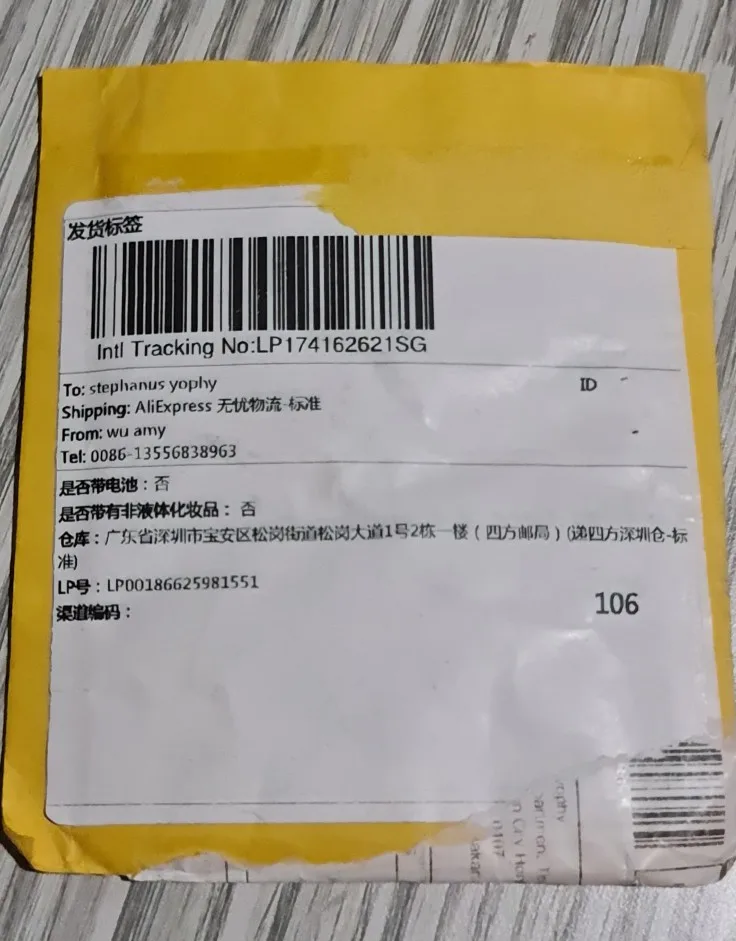 发货标签
Intl Tracking No:LP174162621SG
To: stephanus yophy
ID
Shipping: AliExpress 无忧物流-标准
From: wu amy
Tel: 0086-13556838963
是否带电池：否
是否带有非液体化妆品：否
仓库：广东省深圳市宝安区松岗街道松岗大道1号2栋一楼（四方邮局）(递四方深圳仓-标
准)
LP号：LP00186625981551
渠道编码：
106